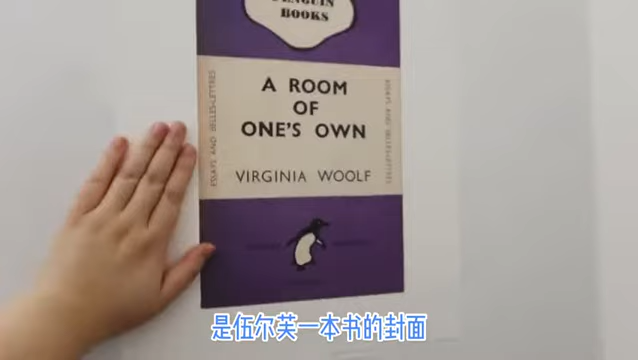 PENGUIN
BOOKS
ESSAYS AND BELLES-LETTRES
A ROOM
OF
ONE'S OWN
VIRGINIA WOOLF
ESSAYS AND BELLES-LETTRES
是伍尔芙一本书的封面